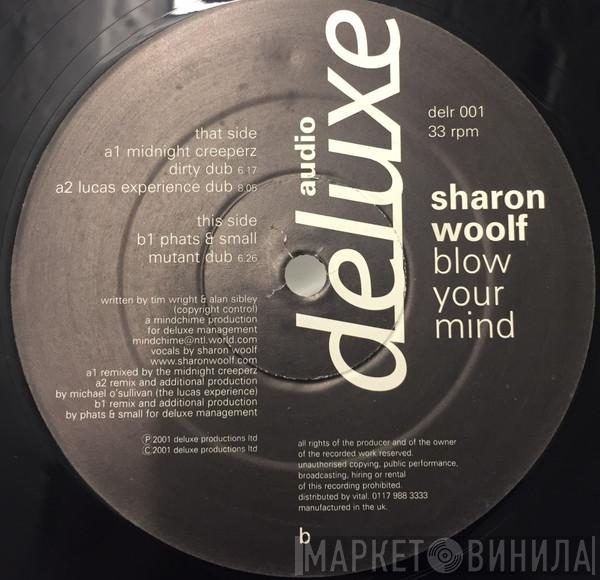 deluxe
audio
delr 001
33 rpm
sharon
woolf
blow
your
mind
that side
a1 midnight creeperz
dirty dub 6.17
a2 lucas experience dub 8.05
this side
b1 phats & small
mutant dub 6.26
written by tim wright & alan sibley
(copyright control)
a mindchime production
for deluxe management
mindchime@ntl.world.com
vocals by sharon woolf
www.sharonwoolf.com
a1 remixed by the midnight creeperz
a2 remix and additional production
by michael o'sullivan (the lucas experience)
b1 remix and additional production
by phats & small for deluxe management
Ⓟ 2001 deluxe productions ltd
© 2001 deluxe productions ltd
all rights of the producer and of the owner
of the recorded work reserved.
unauthorised copying, public performance,
broadcasting, hiring or rental
of this recording prohibited.
distributed by vital. 0117 988 3333
manufactured in the uk.
b
МАРКЕТ ВИНИЛА